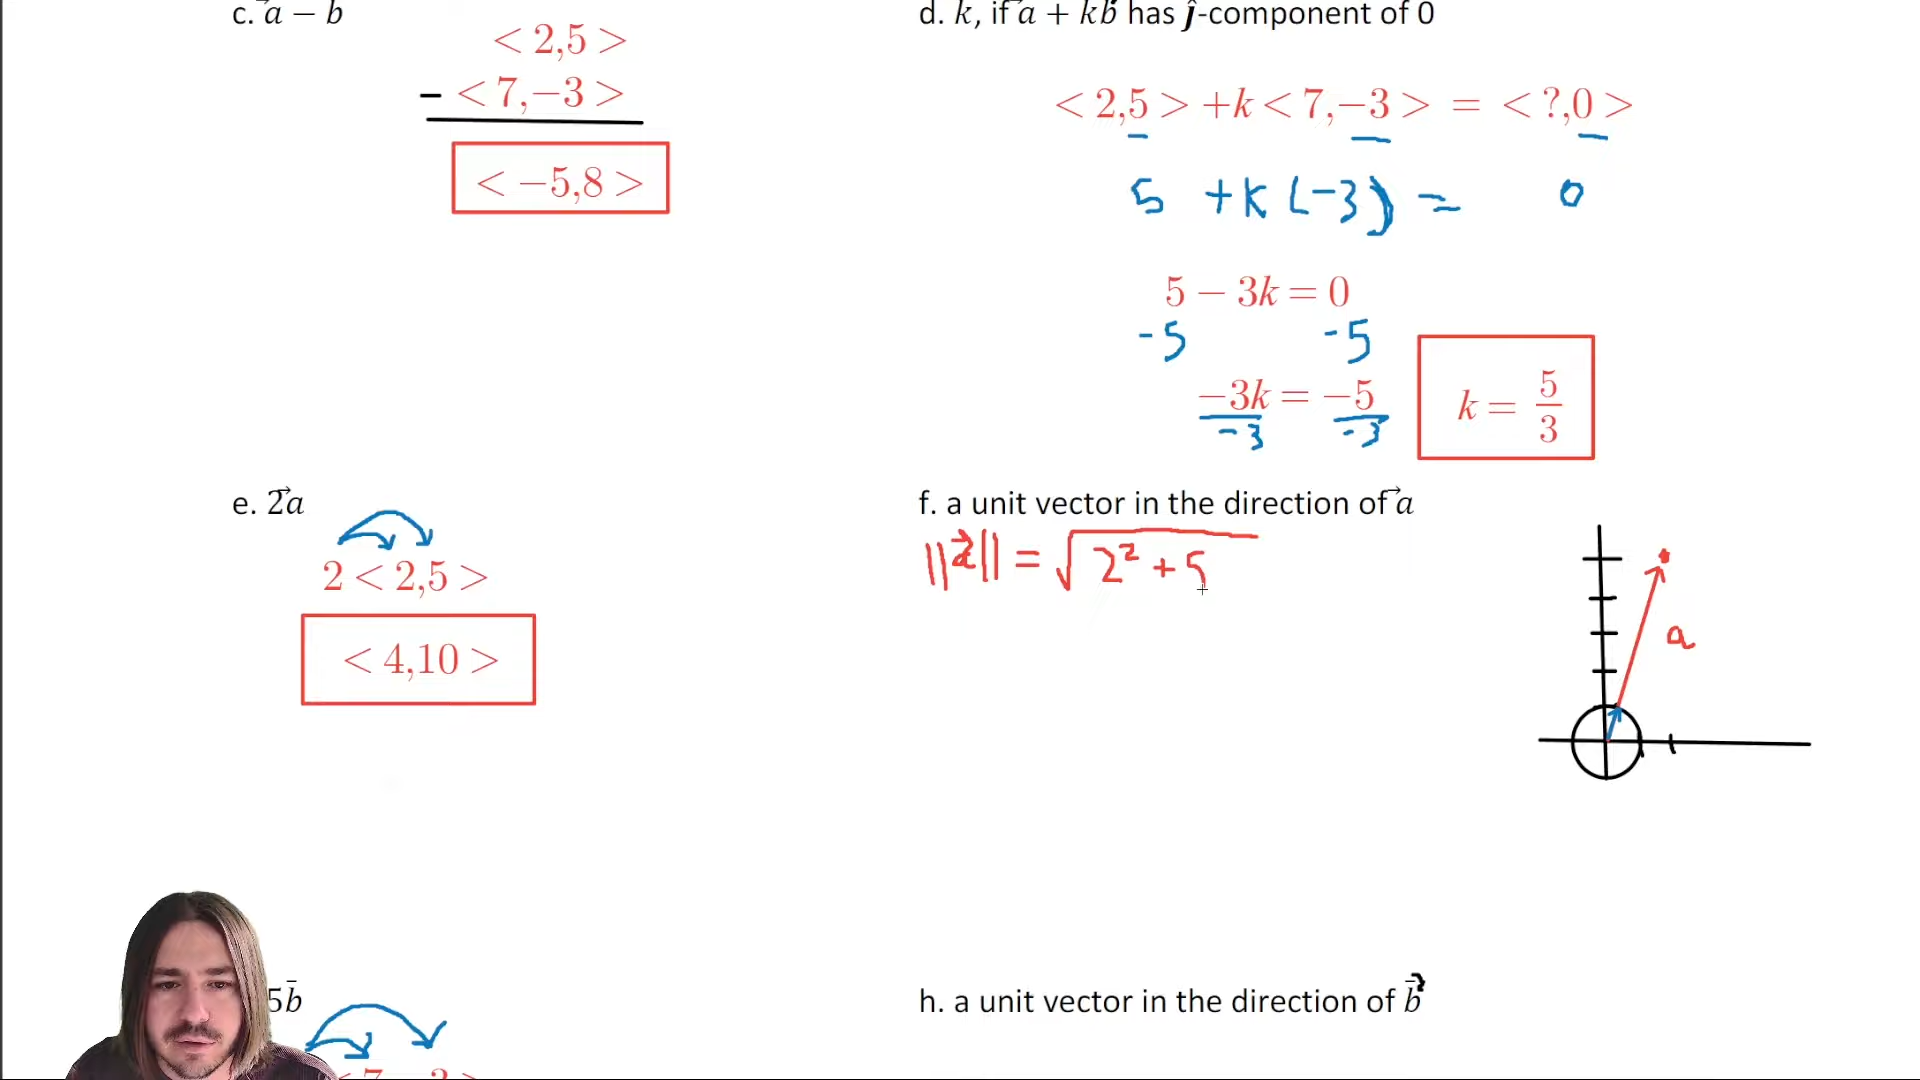 c. a⃗ − b
< 2,5 >
− < 7,−3 >
< −5,8 >
d. k, if a⃗ + kb⃗ has ĵ-component of 0
< 2,5 > +k < 7,−3 > = < ?,0 >
5 +k(-3) = 0
5 − 3k = 0
-5 -5
−3k = −5
-3 -3
k = 5/3
e. 2a⃗
2 < 2,5 >
< 4,10 >
f. a unit vector in the direction of a⃗
||a⃗|| = √2² + 5
a
5b̄
h. a unit vector in the direction of b⃗